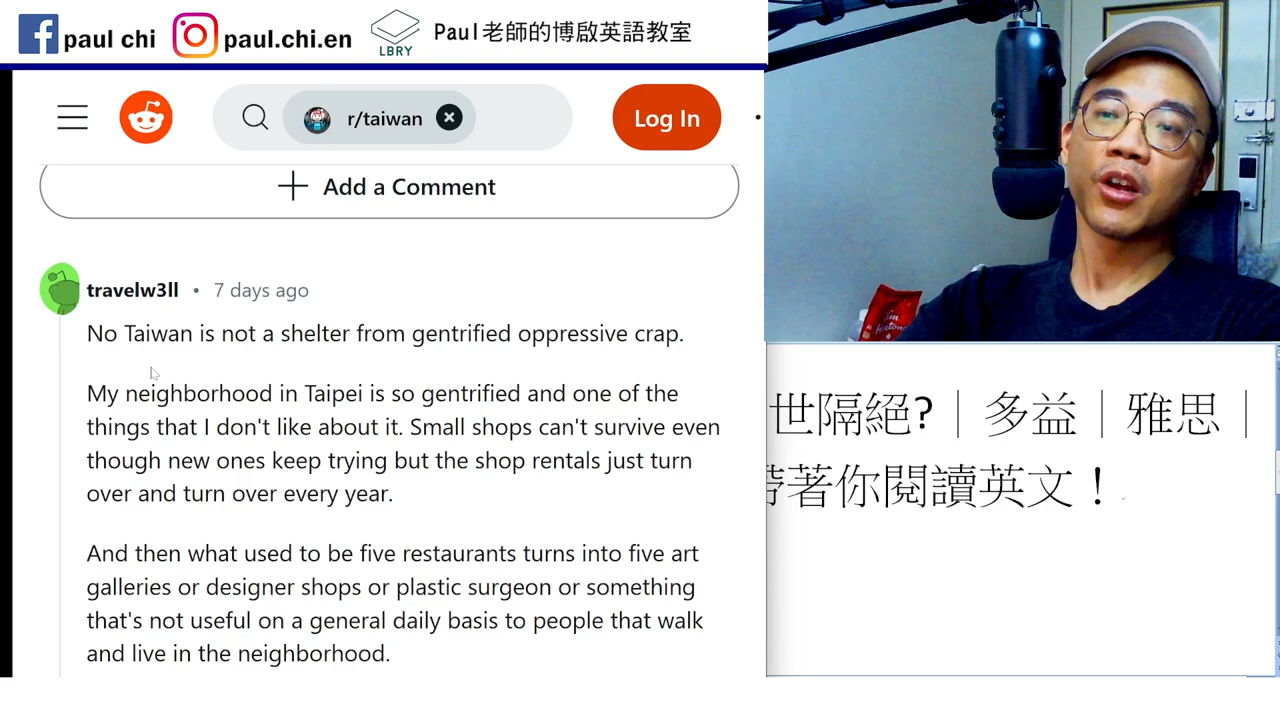 paul chi
paul.chi.en
LBRY
Paul老師的博啟英語教室
r/taiwan
Log In
Add a Comment
travelw3ll • 7 days ago
No Taiwan is not a shelter from gentrified oppressive crap.
My neighborhood in Taipei is so gentrified and one of the
things that I don't like about it. Small shops can't survive even
though new ones keep trying but the shop rentals just turn
over and turn over every year.
And then what used to be five restaurants turns into five art
galleries or designer shops or plastic surgeon or something
that's not useful on a general daily basis to people that walk
and live in the neighborhood.
世隔絕?｜多益｜雅思｜
帶著你閱讀英文！